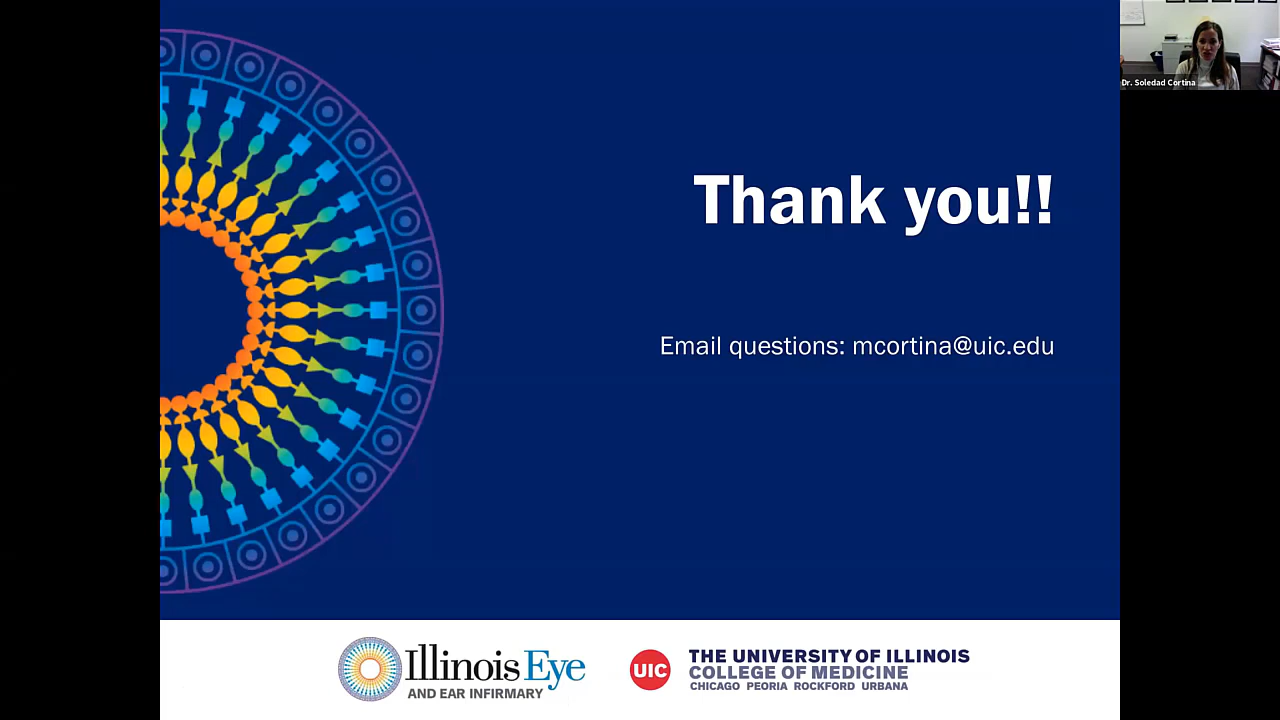 Dr. Soledad Cortina
Thank you!!
Email questions: mcortina@uic.edu
Illinois Eye
AND EAR INFIRMARY
UIC
THE UNIVERSITY OF ILLINOIS
COLLEGE OF MEDICINE
CHICAGO PEORIA ROCKFORD URBANA